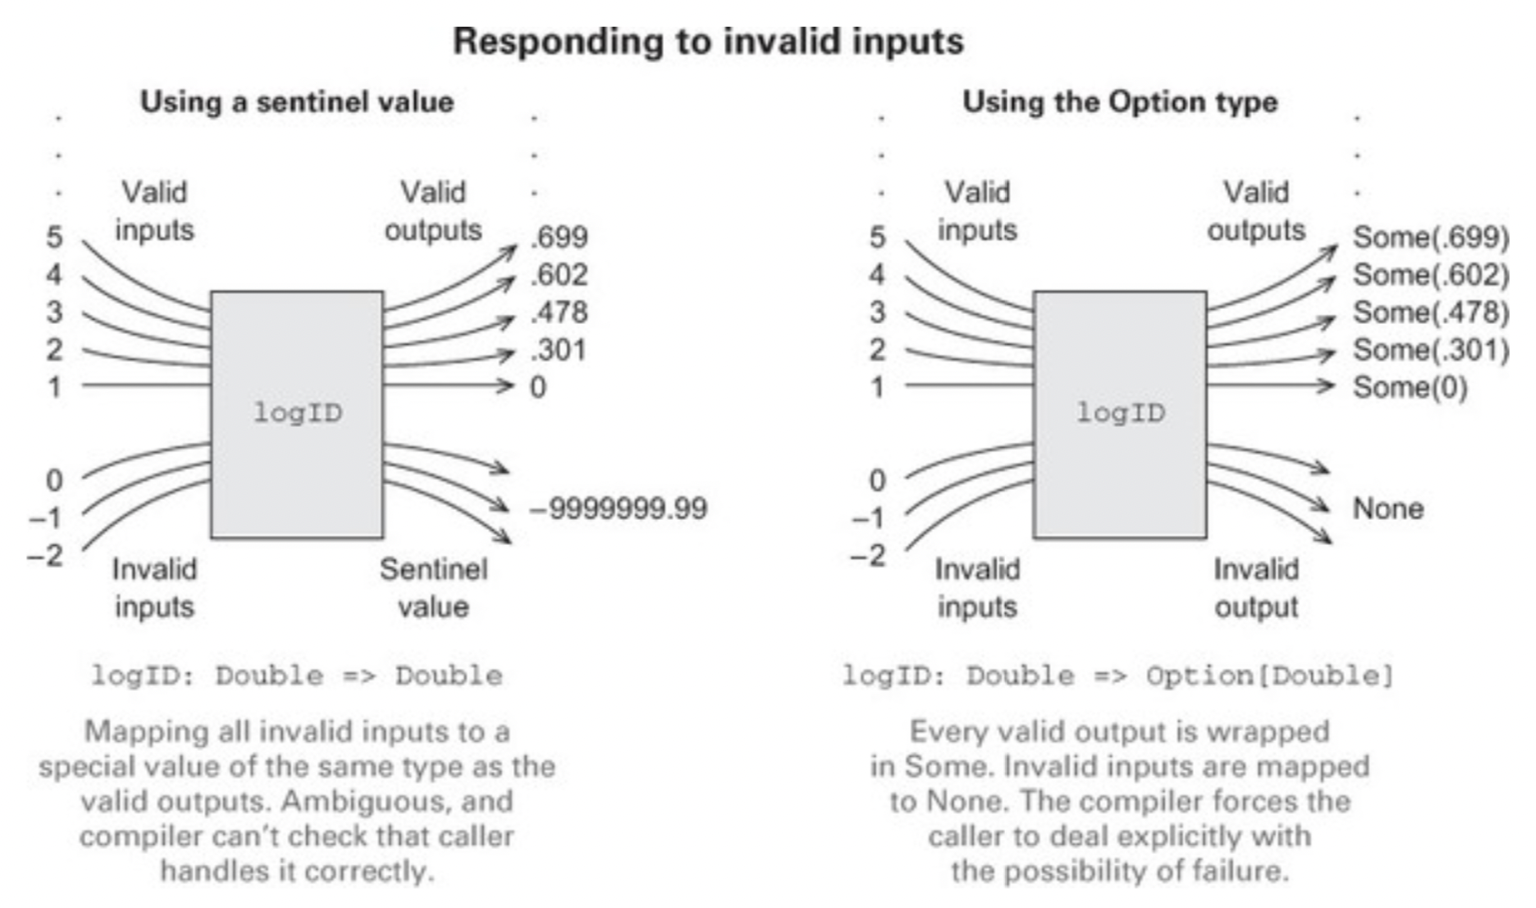 Responding to invalid inputs
Using a sentinel value
Valid
inputs
Valid
outputs
5
4
3
2
1
0
–1
–2
logID
.699
.602
.478
.301
0
–9999999.99
Invalid
inputs
Sentinel
value
logID: Double => Double
Mapping all invalid inputs to a
special value of the same type as the
valid outputs. Ambiguous, and
compiler can't check that caller
handles it correctly.
Using the Option type
Valid
inputs
Valid
outputs
5
4
3
2
1
0
–1
–2
logID
Some(.699)
Some(.602)
Some(.478)
Some(.301)
Some(0)
None
Invalid
inputs
Invalid
output
logID: Double => Option[Double]
Every valid output is wrapped
in Some. Invalid inputs are mapped
to None. The compiler forces the
caller to deal explicitly with
the possibility of failure.